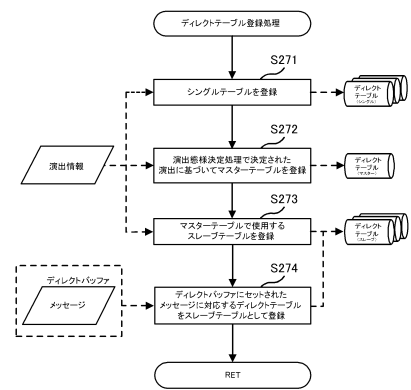 ディレクトテーブル登録処理
S271
シングルテーブルを登録
ディレクト
テーブル
(シングル)
S272
演出情報
演出態様決定処理で決定された
演出に基づいてマスターテーブルを登録
ディレクト
テーブル
(マスター)
S273
マスターテーブルで使用する
スレーブテーブルを登録
ディレクト
テーブル
(スレーブ)
S274
ディレクトバッファ
メッセージ
ディレクトバッファにセットされた
メッセージに対応するディレクトテーブル
をスレーブテーブルとして登録
RET